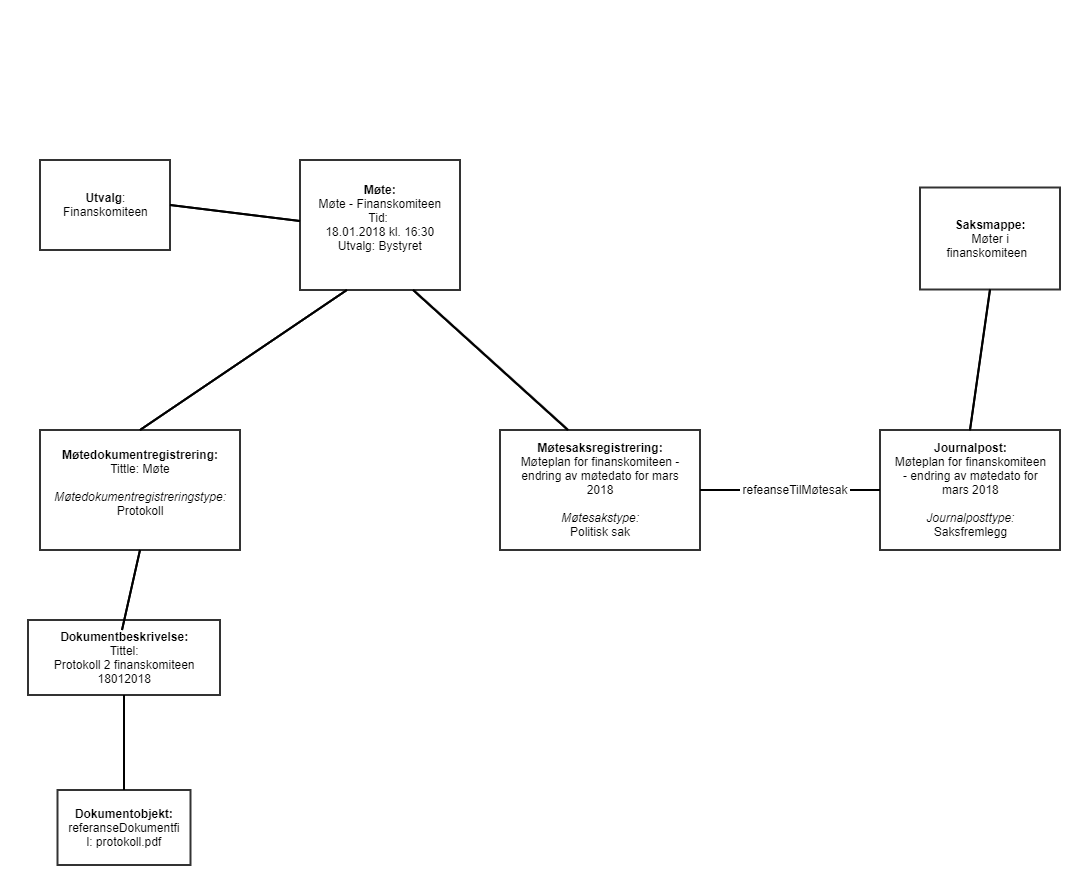 Utvalg:
Finanskomiteen
Møte:
Møte - Finanskomiteen
Tid:
18.01.2018 kl. 16:30
Utvalg: Bystyret
Saksmappe:
Møter i
finanskomiteen
Møtedokumentregistrering:
Tittle: Møte
Møtedokumentregistreringstype:
Protokoll
Møtesaksregistrering:
Møteplan for finanskomiteen -
endring av møtedato for mars
2018
Møtesakstype:
Politisk sak
refeanseTilMøtesak
Journalpost:
Møteplan for finanskomiteen
- endring av møtedato for
mars 2018
Journalposttype:
Saksfremlegg
Dokumentbeskrivelse:
Tittel:
Protokoll 2 finanskomiteen
18012018
Dokumentobjekt:
referanseDokumentfi
l: protokoll.pdf